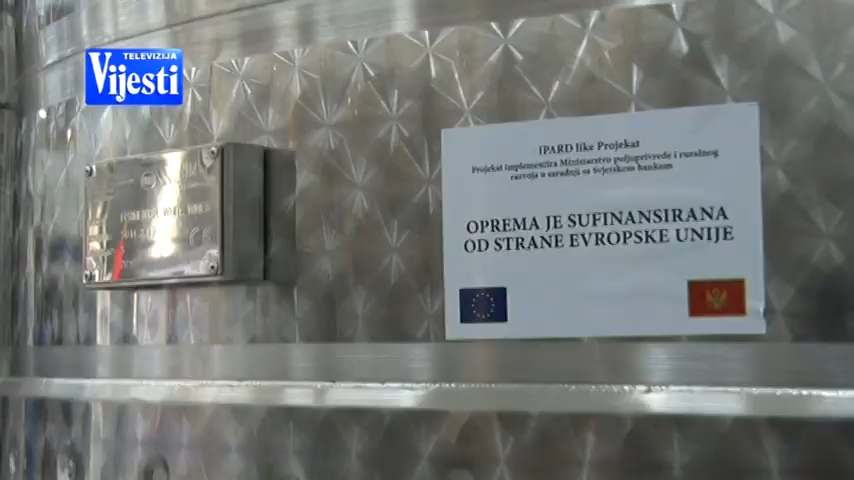 TELEVIZIJA
Vijesti
IPARD like Projekat
Projekat implementira Ministarstvo poljoprivrede i ruralnog
razvoja u saradnji sa Svjetskom bankom
OPREMA JE SUFINANSIRANA
OD STRANE EVROPSKE UNIJE
CE